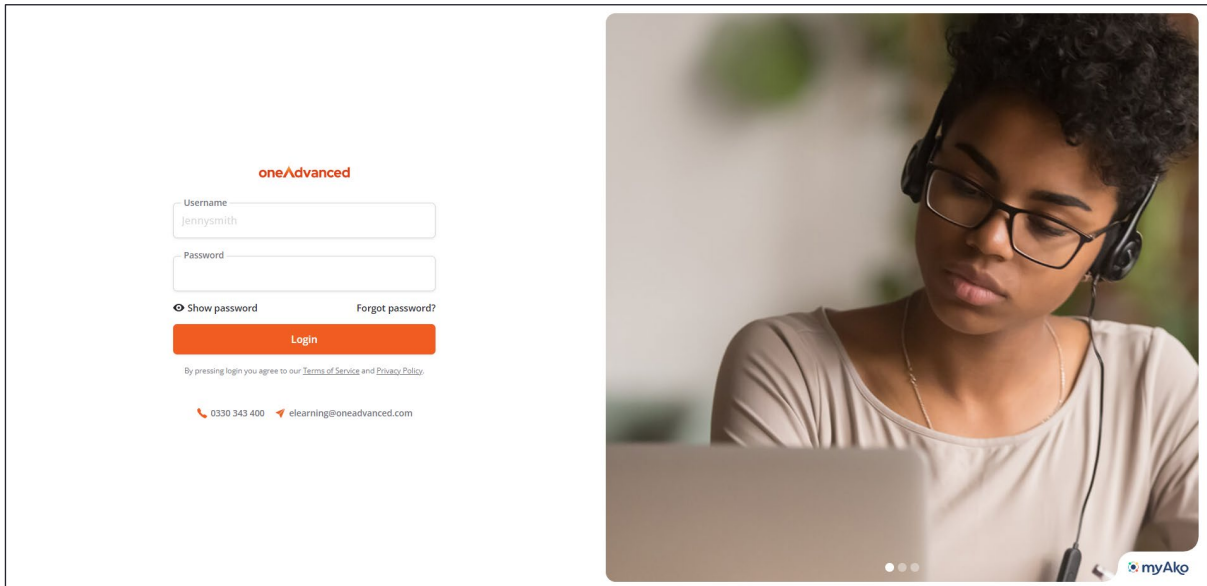 oneAdvanced
Username
Jennysmith
Password
Show password Forgot password?
Login
By pressing login you agree to our Terms of Service and Privacy Policy.
0330 343 400 elearning@oneadvanced.com
myAko